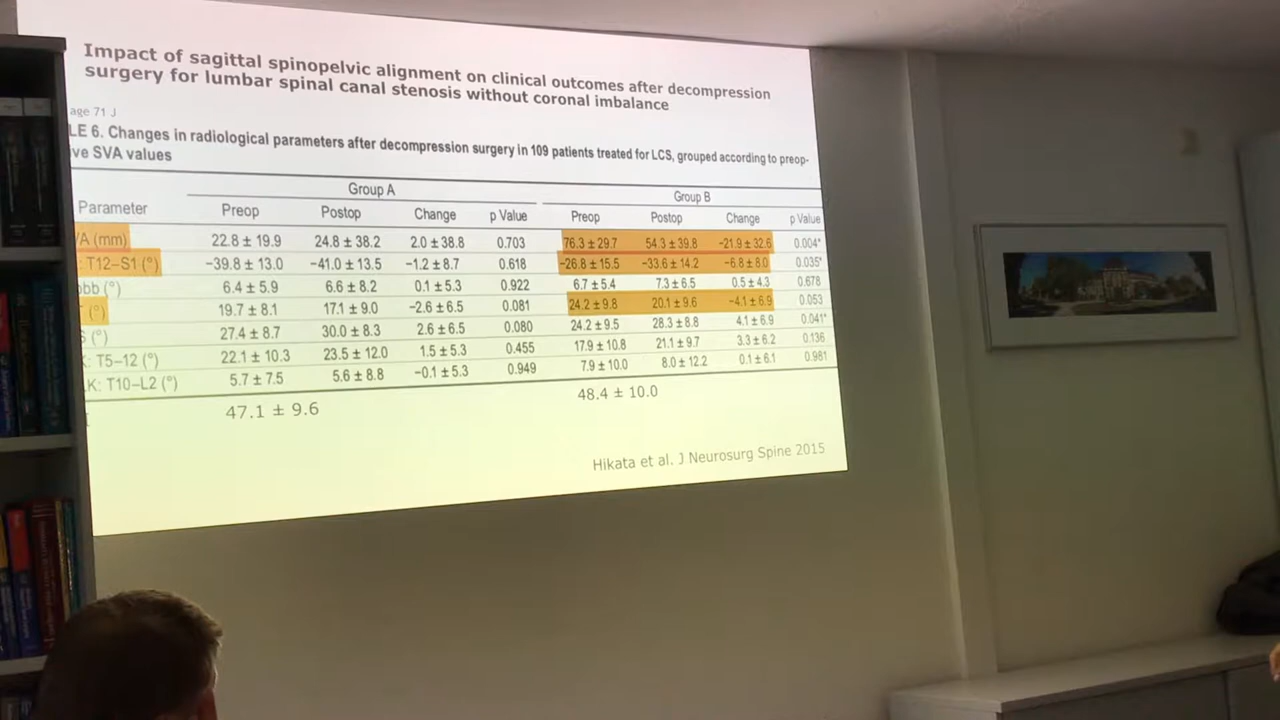 Impact of sagittal spinopelvic alignment on clinical outcomes after decompression
surgery for lumbar spinal canal stenosis without coronal imbalance
age 71 J
LE 6. Changes in radiological parameters after decompression surgery in 109 patients treated for LCS, grouped according to preop-
ve SVA values
Group A Group B
Parameter Preop Postop Change p Value Preop Postop Change p Value
/A (mm) 22.8 ± 19.9 24.8 ± 38.2 2.0 ± 38.8 0.703 76.3 ± 29.7 54.3 ± 39.8 −21.9 ± 32.6 0.004*
: T12–S1 (°) −39.8 ± 13.0 −41.0 ± 13.5 −1.2 ± 8.7 0.618 −26.8 ± 15.5 −33.6 ± 14.2 −6.8 ± 8.0 0.035*
bb (°) 6.4 ± 5.9 6.6 ± 8.2 0.1 ± 5.3 0.922 6.7 ± 5.4 7.3 ± 6.5 0.5 ± 4.3 0.678
(°) 19.7 ± 8.1 17.1 ± 9.0 −2.6 ± 6.5 0.081 24.2 ± 9.8 20.1 ± 9.6 −4.1 ± 6.9 0.053
S (°) 27.4 ± 8.7 30.0 ± 8.3 2.6 ± 6.5 0.080 24.2 ± 9.5 28.3 ± 8.8 4.1 ± 6.9 0.041*
: T5–12 (°) 22.1 ± 10.3 23.5 ± 12.0 1.5 ± 5.3 0.455 17.9 ± 10.8 21.1 ± 9.7 3.3 ± 6.2 0.136
K: T10–L2 (°) 5.7 ± 7.5 5.6 ± 8.8 −0.1 ± 5.3 0.949 7.9 ± 10.0 8.0 ± 12.2 0.1 ± 6.1 0.981
47.1 ± 9.6 48.4 ± 10.0
Hikata et al. J Neurosurg Spine 2015